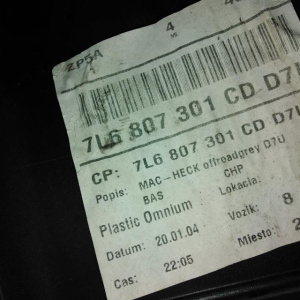 ZP5A 4
7L6 807 301 CD D7U
CP: 7L6 807 301 CD D7U
Popis: MAC-HECK offroadgrey D7U
BAS CHP
Lokacia:
Plastic Omnium
Vozik: 8
Datum: 20.01.04
Miesto: 2
Cas: 22:05